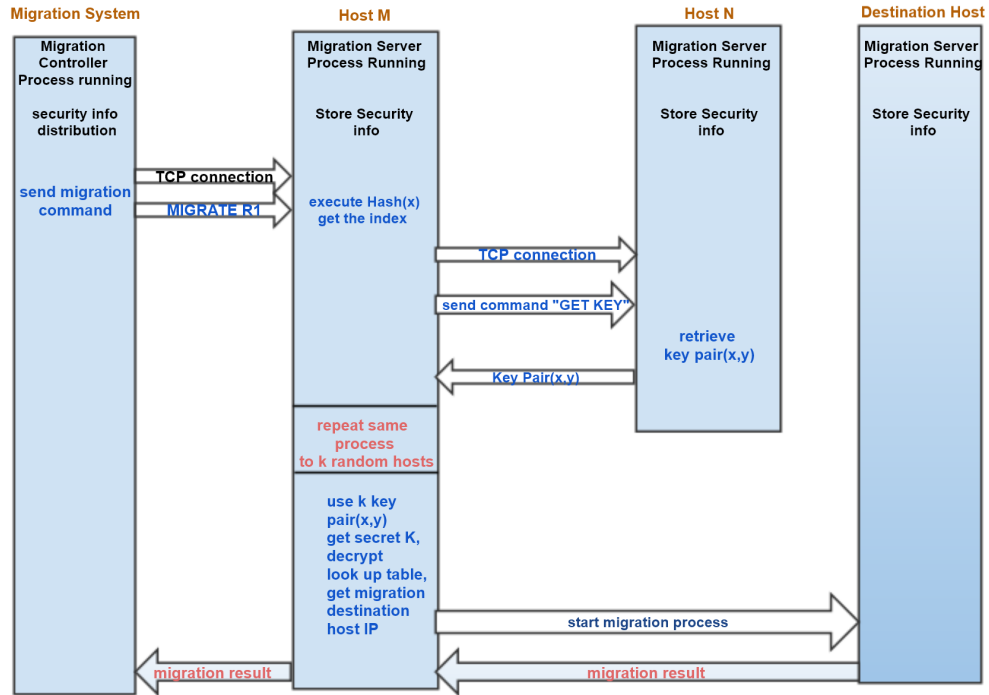 Migration System
Host M
Host N
Destination Host
Migration
Controller
Process running
security info
distribution
send migration
command
TCP connection
MIGRATE R1
Migration Server
Process Running
Store Security
info
execute Hash(x)
get the index
TCP connection
send command "GET KEY"
Key Pair(x,y)
Migration Server
Process Running
Store Security
info
retrieve
key pair(x,y)
Migration Server
Process Running
Store Security
info
repeat same
process
to k random hosts
use k key
pair(x,y)
get secret K,
decrypt
look up table,
get migration
destination
host IP
start migration process
migration result
migration result